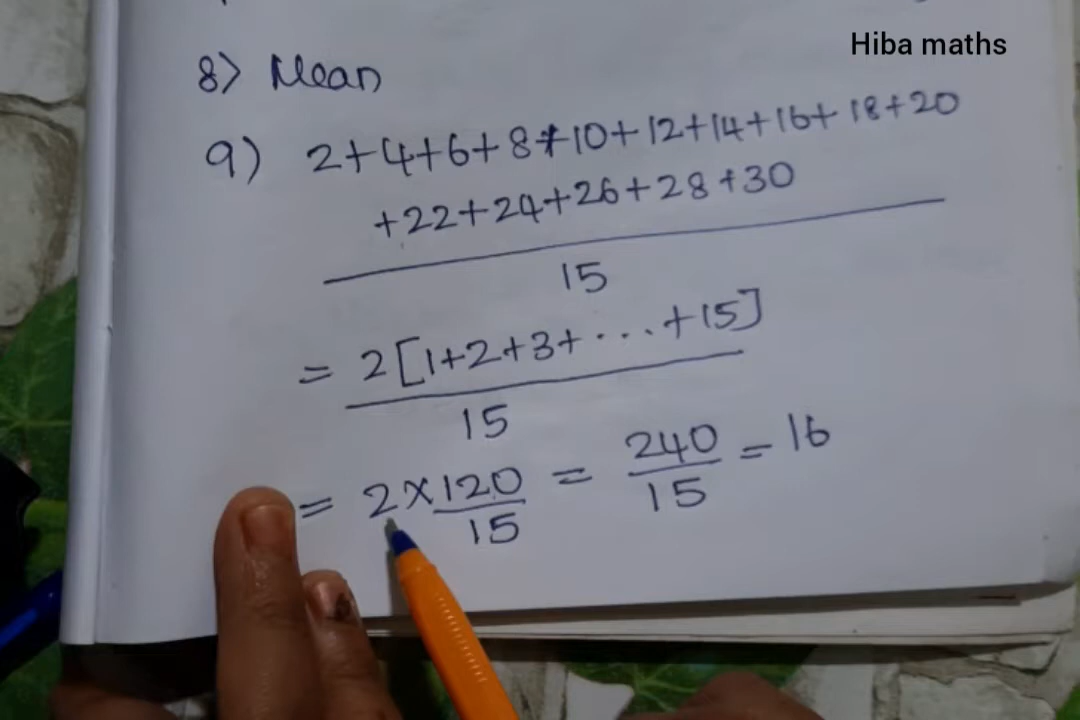 Hiba maths
8) Mean
9) 2+4+6+8+10+12+14+16+18+20
+22+24+26+28+30
15
= 2[1+2+3+...+15]
15
= 2×120/15 = 240/15 = 16